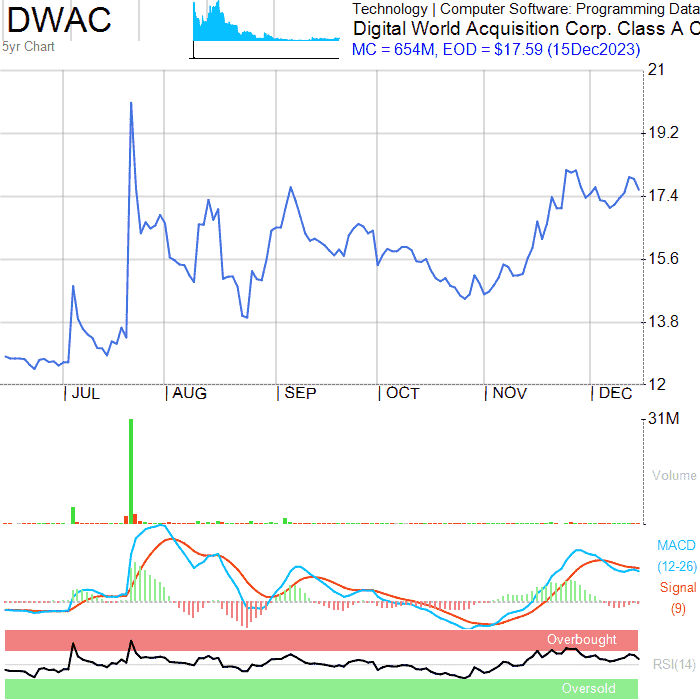 DWAC
5yr Chart
Technology | Computer Software: Programming Data
Digital World Acquisition Corp. Class A C
MC = 654M, EOD = $17.59 (15Dec2023)
21
19.2
17.4
15.6
13.8
12
JUL AUG SEP OCT NOV DEC
31M
Volume
MACD
(12-26)
Signal
(9)
Overbought
RSI(14)
Oversold